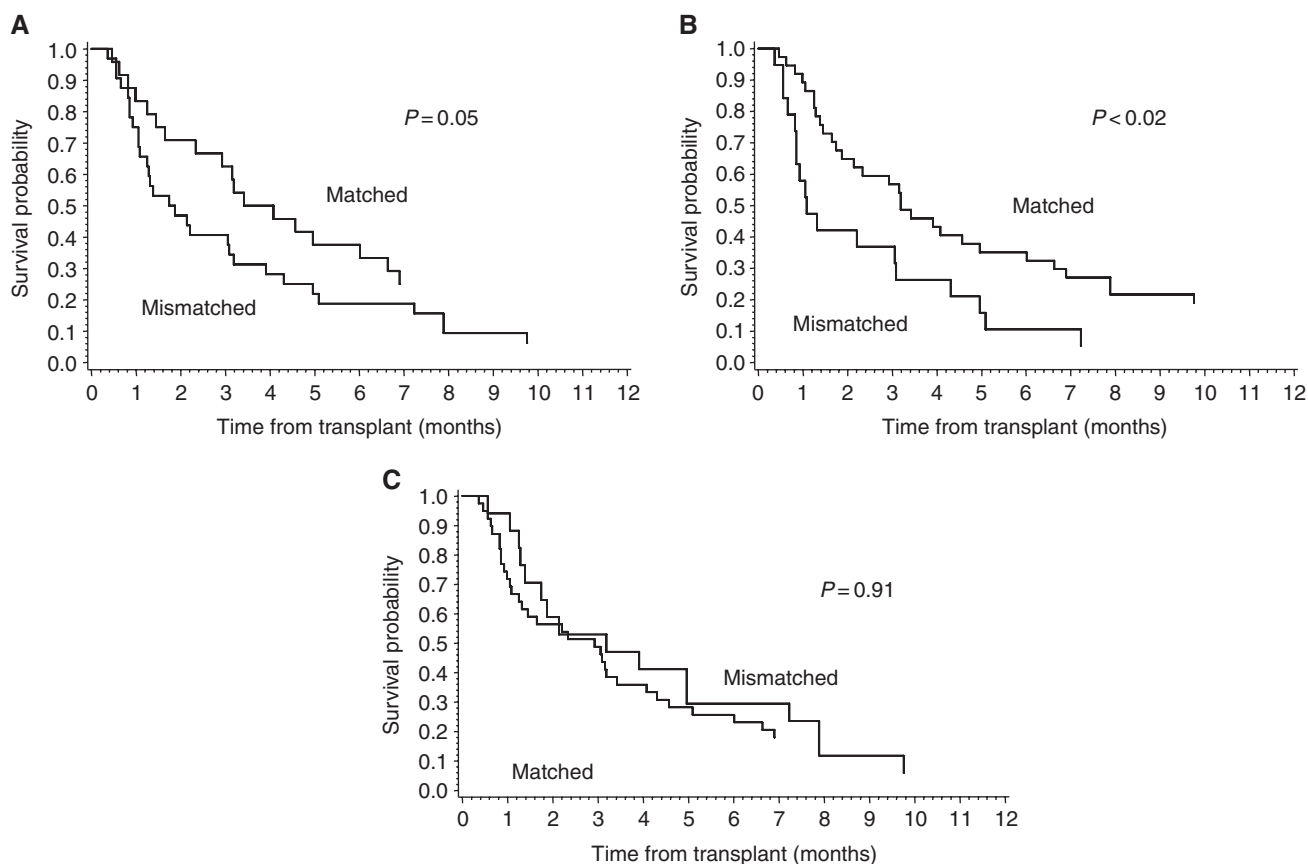 A
1.0
0.9
0.8
0.7
0.6
0.5
0.4
0.3
0.2
0.1
0.0
Survival probability
P = 0.05
Matched
Mismatched
0 1 2 3 4 5 6 7 8 9 10 11 12
Time from transplant (months)
B
1.0
0.9
0.8
0.7
0.6
0.5
0.4
0.3
0.2
0.1
0.0
Survival probability
P < 0.02
Matched
Mismatched
0 1 2 3 4 5 6 7 8 9 10 11 12
Time from transplant (months)
C
1.0
0.9
0.8
0.7
0.6
0.5
0.4
0.3
0.2
0.1
0.0
Survival probability
P = 0.91
Mismatched
Matched
0 1 2 3 4 5 6 7 8 9 10 11 12
Time from transplant (months)